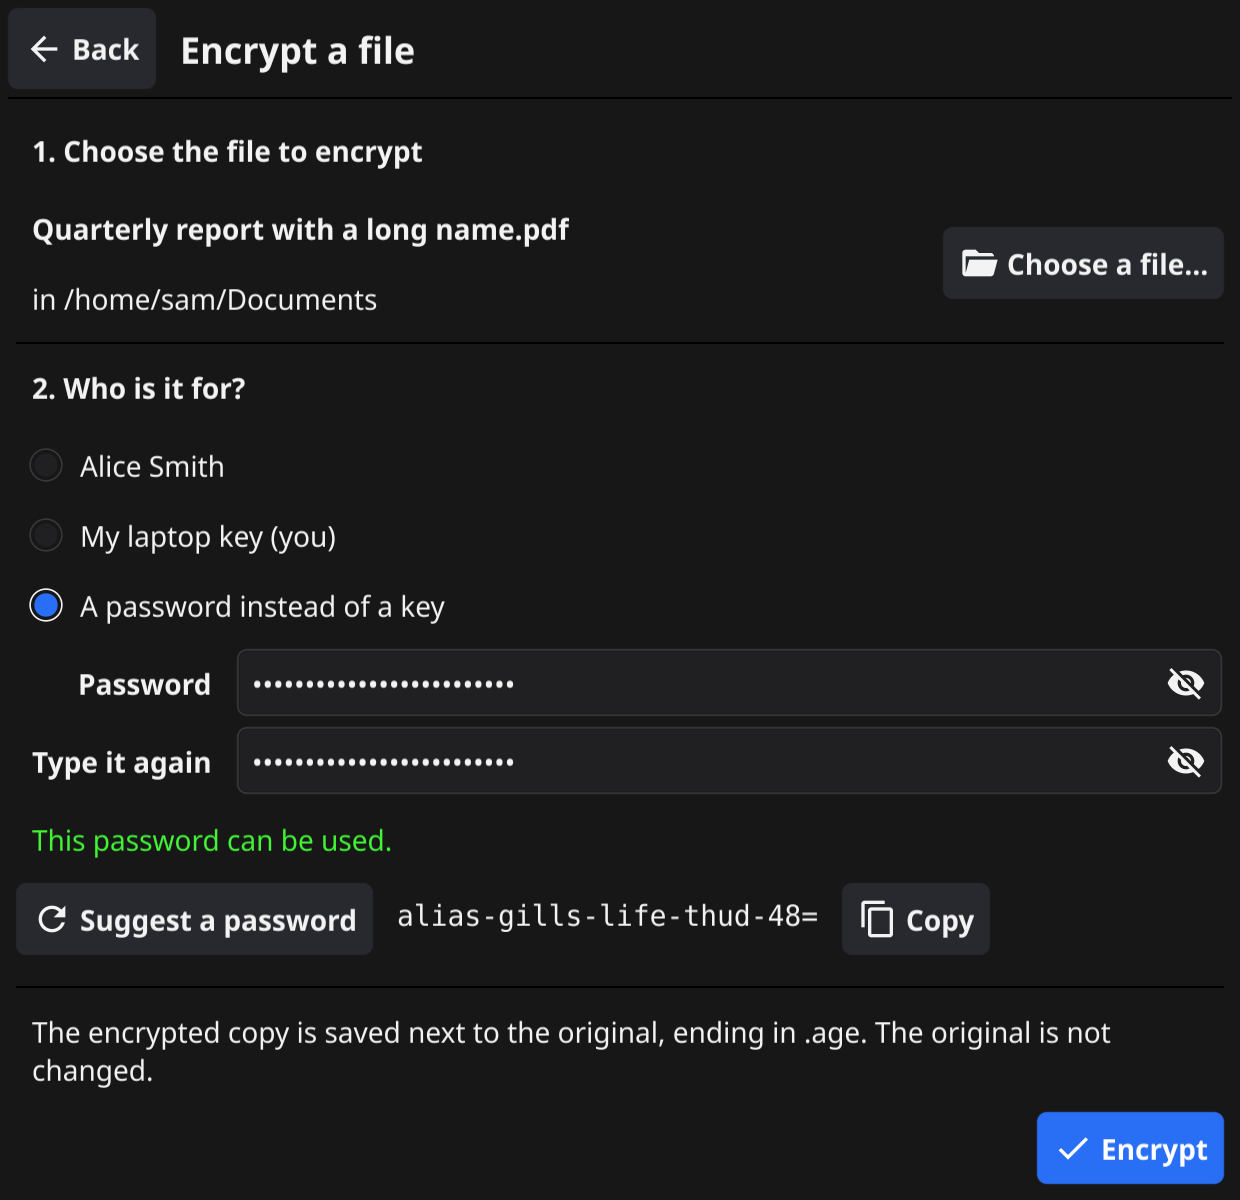 Back
Encrypt a file
1. Choose the file to encrypt
Quarterly report with a long name.pdf
in /home/sam/Documents
Choose a file...
2. Who is it for?
Alice Smith
My laptop key (you)
A password instead of a key
Password •••••••••••••••••••••••••
Type it again •••••••••••••••••••••••••
This password can be used.
Suggest a password alias-gills-life-thud-48= Copy
The encrypted copy is saved next to the original, ending in .age. The original is not
changed.
Encrypt